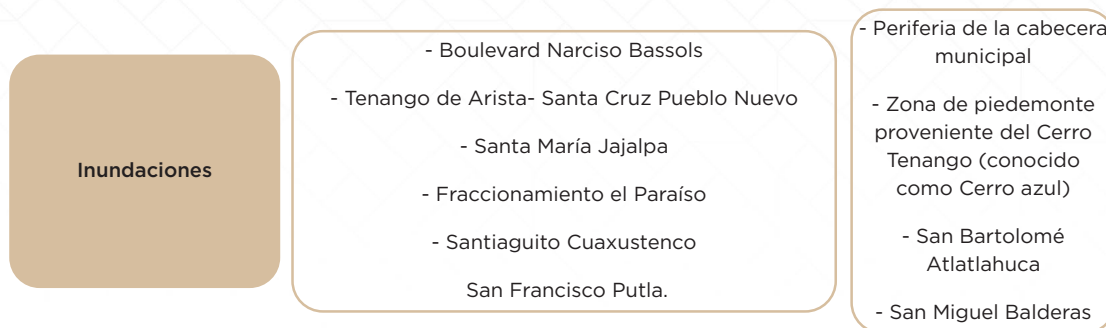 Inundaciones
- Boulevard Narciso Bassols
- Tenango de Arista- Santa Cruz Pueblo Nuevo
- Santa María Jajalpa
- Fraccionamiento el Paraíso
- Santiaguito Cuaxustenco
San Francisco Putla.
- Periferia de la cabecera
municipal
- Zona de piedemonte
proveniente del Cerro
Tenango (conocido
como Cerro azul)
- San Bartolomé
Atlatlahuca
- San Miguel Balderas